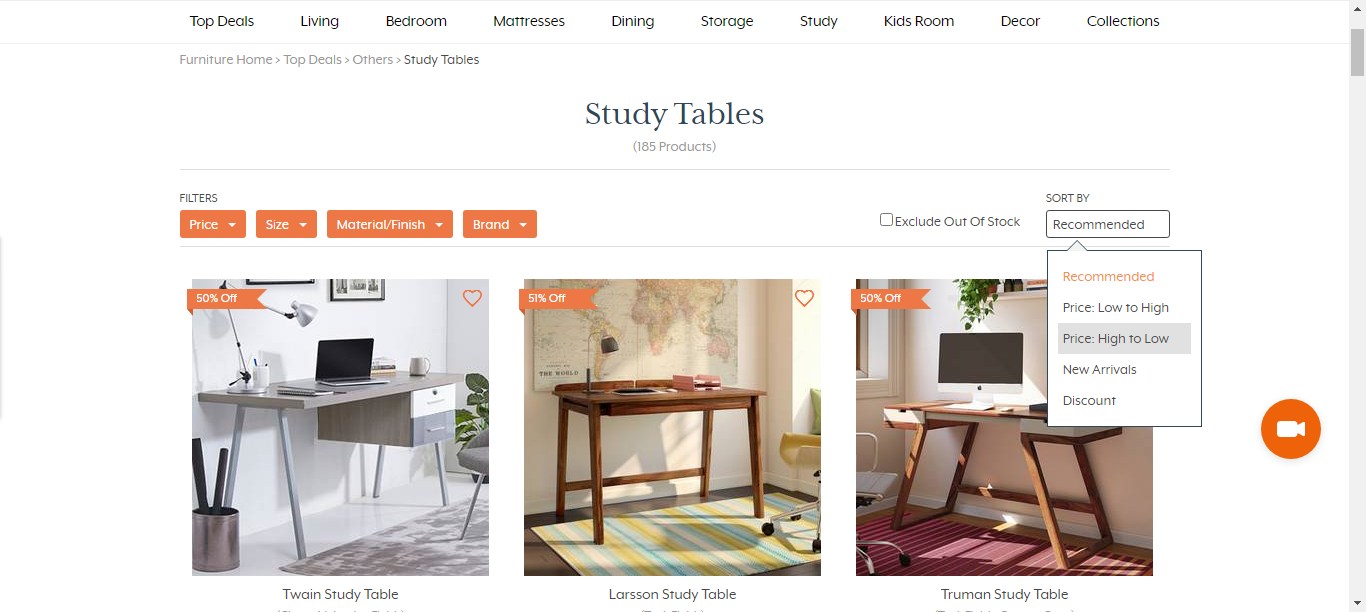 Top Deals Living Bedroom Mattresses Dining Storage Study Kids Room Decor Collections
Furniture Home > Top Deals > Others > Study Tables
Study Tables
(185 Products)
FILTERS
Price Size Material/Finish Brand
Exclude Out Of Stock
SORT BY
Recommended
Recommended
Price: Low to High
Price: High to Low
New Arrivals
Discount
50% Off
51% Off
50% Off
THE WORLD
Twain Study Table
Larsson Study Table
Truman Study Table